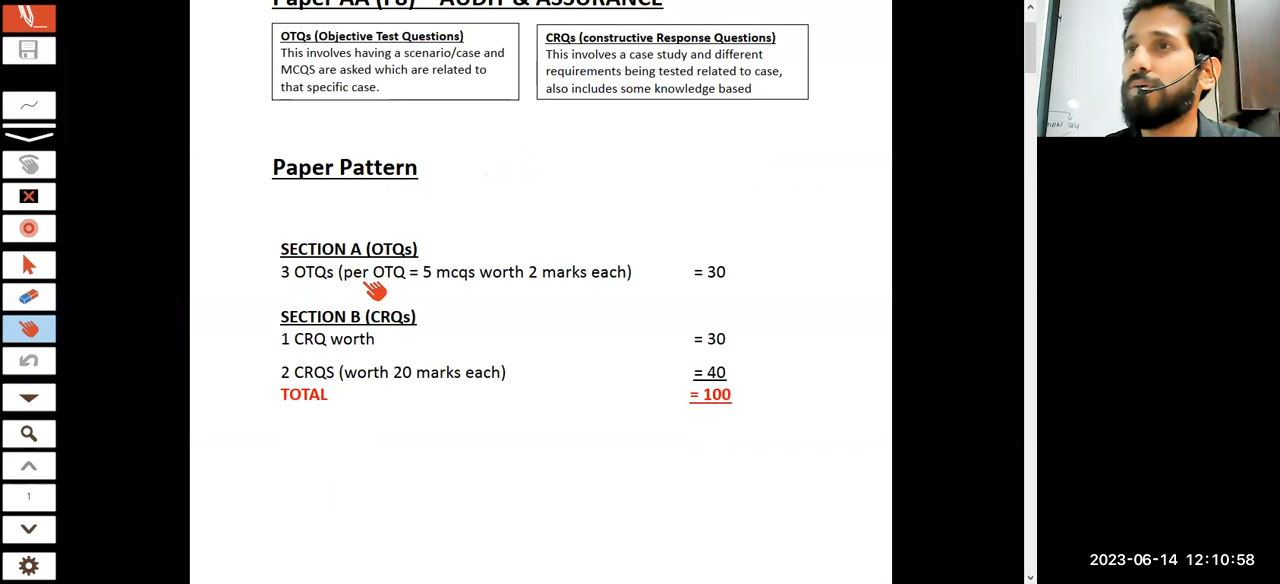 Paper AA (F8) – AUDIT & ASSURANCE
OTQs (Objective Test Questions)
This involves having a scenario/case and
MCQS are asked which are related to
that specific case.
CRQs (constructive Response Questions)
This involves a case study and different
requirements being tested related to case,
also includes some knowledge based
Paper Pattern
SECTION A (OTQs)
3 OTQs (per OTQ = 5 mcqs worth 2 marks each) = 30
SECTION B (CRQs)
1 CRQ worth = 30
2 CRQS (worth 20 marks each) = 40
TOTAL = 100
1
2023-06-14 12:10:58